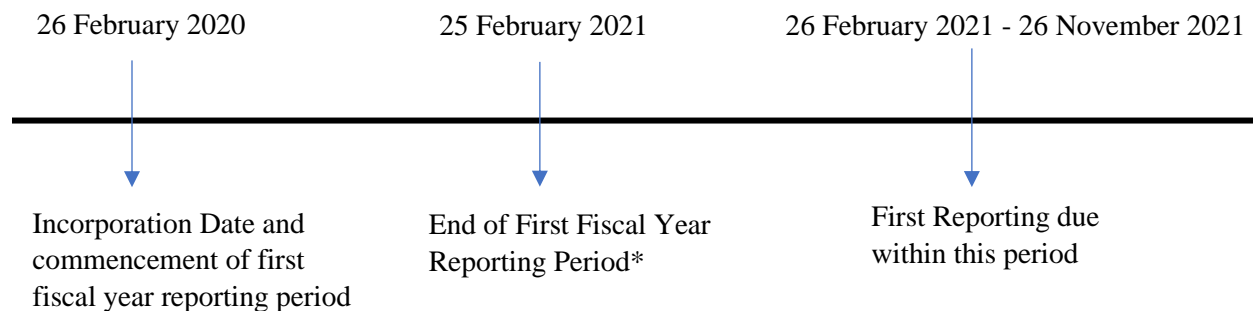 26 February 2020
25 February 2021
26 February 2021 - 26 November 2021
Incorporation Date and
commencement of first
fiscal year reporting period
End of First Fiscal Year
Reporting Period*
First Reporting due
within this period